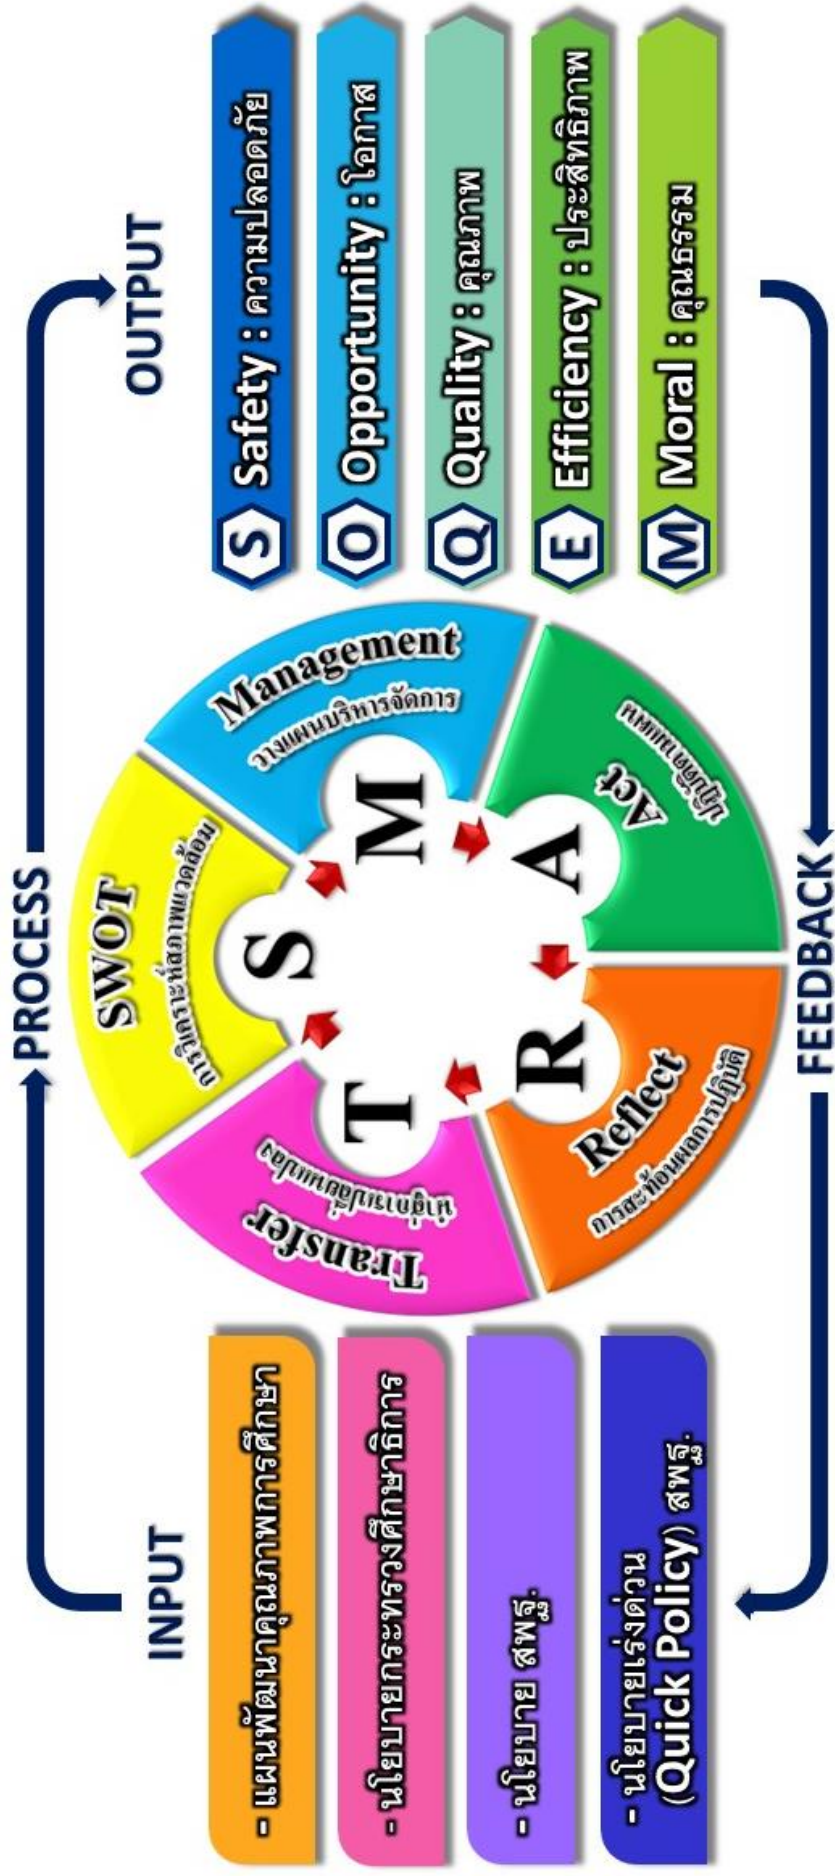 PROCESS
INPUT
- แผนพัฒนาคุณภาพการศึกษา
- นโยบายกระทรวงศึกษาธิการ
- นโยบาย สพฐ.
- นโยบายเร่งด่วน
(Quick Policy) สพฐ.
SWOT
การวิเคราะห์สภาพแวดล้อม
S
Management
วางแผนบริหารจัดการ
M
Act
ปฏิบัติตามแผน
A
Reflect
การสะท้อนผลการปฏิบัติ
R
Transfer
นำสู่การเปลี่ยนแปลง
T
OUTPUT
S Safety : ความปลอดภัย
O Opportunity : โอกาส
Q Quality : คุณภาพ
E Efficiency : ประสิทธิภาพ
M Moral : คุณธรรม
FEEDBACK